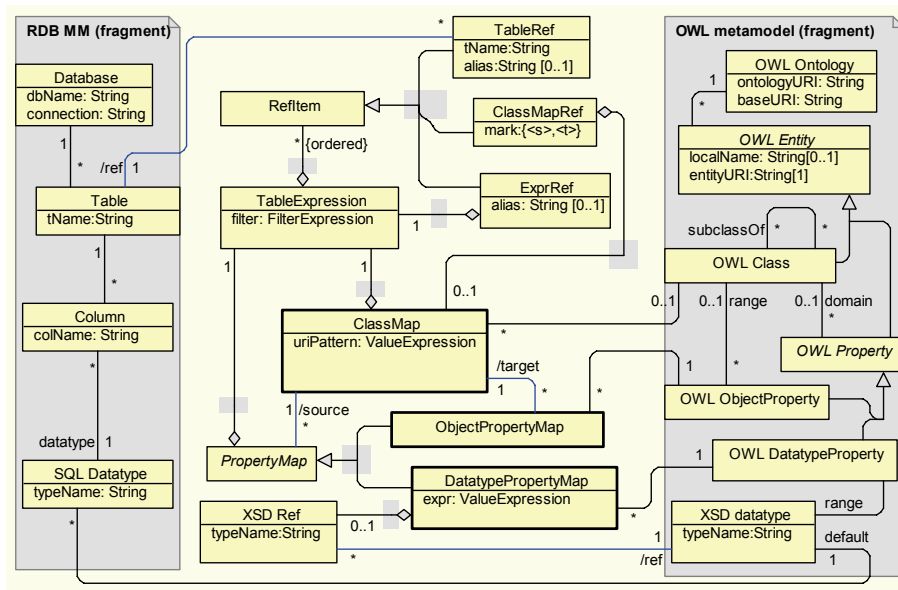 RDB MM (fragment)
Database
dbName: String
connection: String
1
*
/ref
1
Table
tName:String
1
*
Column
colName: String
*
datatype
1
SQL Datatype
typeName: String
*
*
TableRef
tName:String
alias:String [0..1]
RefItem
ClassMapRef
mark:{<s>,<t>}
* {ordered}
TableExpression
filter: FilterExpression
1
ExprRef
alias: String [0..1]
1
1
0..1
ClassMap
uriPattern: ValueExpression
*
/target
1
*
*
1
/source
*
ObjectPropertyMap
PropertyMap
DatatypePropertyMap
expr: ValueExpression
*
XSD Ref
typeName:String
0..1
*
OWL metamodel (fragment)
OWL Ontology
ontologyURI: String
baseURI: String
1
*
OWL Entity
localName: String[0..1]
entityURI:String[1]
subclassOf
*
*
OWL Class
0..1
0..1
range
0..1
domain
*
*
OWL Property
1
OWL ObjectProperty
1
OWL DatatypeProperty
range
XSD datatype
typeName:String
1
/ref
default
1